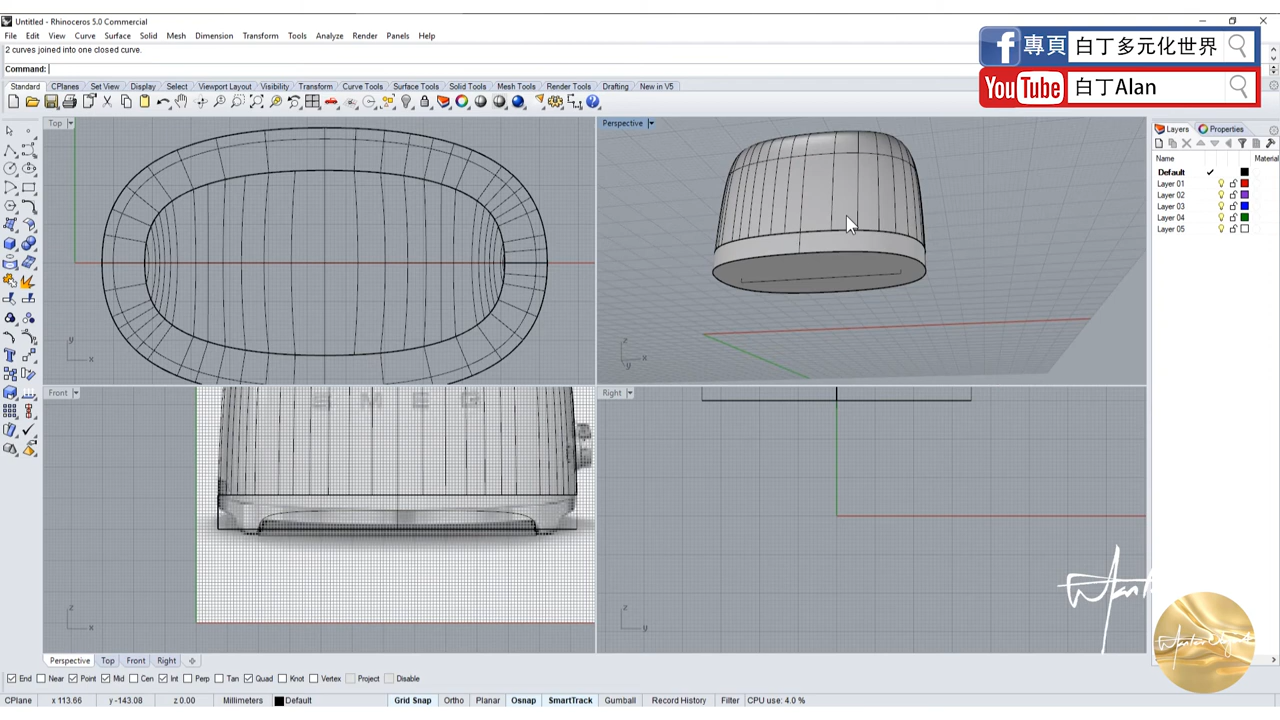 Untitled - Rhinoceros 5.0 Commercial
File Edit View Curve Surface Solid Mesh Dimension Transform Tools Analyze Render Panels Help
2 curves joined into one closed curve.
Command:
Standard CPlanes Set View Display Select Viewport Layout Visibility Transform Curve Tools Surface Tools Solid Tools Mesh Tools Render Tools Drafting New in V5
專頁 白丁多元化世界
YouTube 白丁Alan
Top
Perspective
Layers Properties
Name Material
Default
Layer 01
Layer 02
Layer 03
Layer 04
Layer 05
y
x
z
x
y
Front
Right
S M E G
z
x
z
y
Perspective Top Front Right
End Near Point Mid Cen Int Perp Tan Quad Knot Vertex Project Disable
CPlane x 113.66 y -143.08 z 0.00 Millimeters Default Grid Snap Ortho Planar Osnap SmartTrack Gumball Record History Filter CPU use: 4.0 %